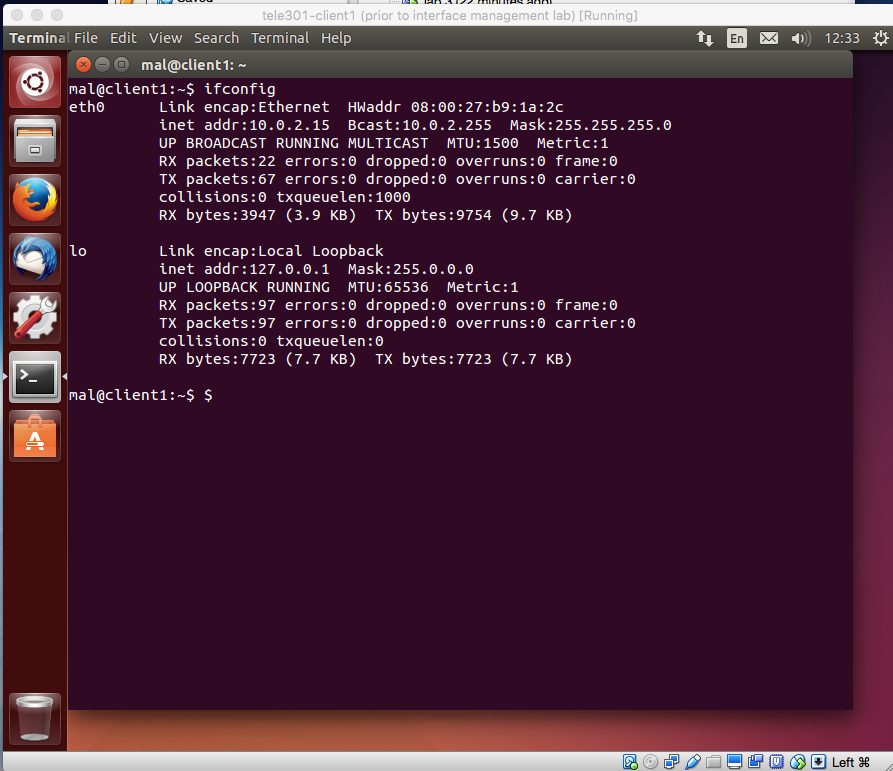 Saved
lab 3 (22 minutes ago)
tele301-client1 (prior to interface management lab) [Running]
Terminal File Edit View Search Terminal Help En 12:33
mal@client1: ~
mal@client1:~$ ifconfig
eth0      Link encap:Ethernet  HWaddr 08:00:27:b9:1a:2c
          inet addr:10.0.2.15  Bcast:10.0.2.255  Mask:255.255.255.0
          UP BROADCAST RUNNING MULTICAST  MTU:1500  Metric:1
          RX packets:22 errors:0 dropped:0 overruns:0 frame:0
          TX packets:67 errors:0 dropped:0 overruns:0 carrier:0
          collisions:0 txqueuelen:1000
          RX bytes:3947 (3.9 KB)  TX bytes:9754 (9.7 KB)
lo        Link encap:Local Loopback
          inet addr:127.0.0.1  Mask:255.0.0.0
          UP LOOPBACK RUNNING  MTU:65536  Metric:1
          RX packets:97 errors:0 dropped:0 overruns:0 frame:0
          TX packets:97 errors:0 dropped:0 overruns:0 carrier:0
          collisions:0 txqueuelen:0
          RX bytes:7723 (7.7 KB)  TX bytes:7723 (7.7 KB)
mal@client1:~$ $
Left ⌘